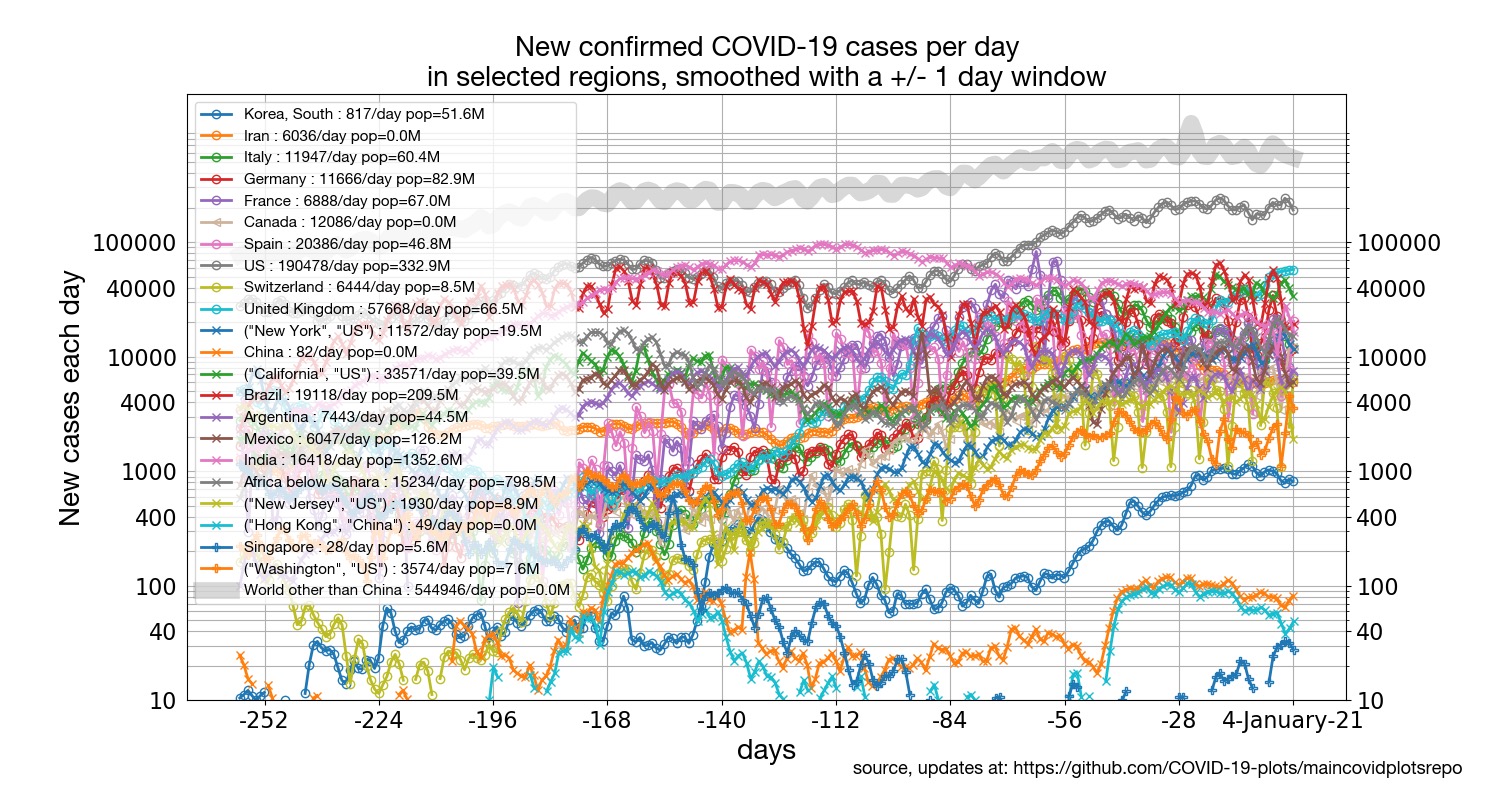 New confirmed COVID-19 cases per day
in selected regions, smoothed with a +/- 1 day window
Korea, South : 817/day pop=51.6M
Iran : 6036/day pop=0.0M
Italy : 11947/day pop=60.4M
Germany : 11666/day pop=82.9M
France : 6888/day pop=67.0M
Canada : 12086/day pop=0.0M
Spain : 20386/day pop=46.8M
US : 190478/day pop=332.9M
Switzerland : 6444/day pop=8.5M
United Kingdom : 57668/day pop=66.5M
("New York", "US") : 11572/day pop=19.5M
China : 82/day pop=0.0M
("California", "US") : 33571/day pop=39.5M
Brazil : 19118/day pop=209.5M
Argentina : 7443/day pop=44.5M
Mexico : 6047/day pop=126.2M
India : 16418/day pop=1352.6M
Africa below Sahara : 15234/day pop=798.5M
("New Jersey", "US") : 1930/day pop=8.9M
("Hong Kong", "China") : 49/day pop=0.0M
Singapore : 28/day pop=5.6M
("Washington", "US") : 3574/day pop=7.6M
World other than China : 544946/day pop=0.0M
New cases each day
100000
40000
10000
4000
1000
400
100
40
10
100000
40000
10000
4000
1000
400
100
40
10
-252 -224 -196 -168 -140 -112 -84 -56 -28 4-January-21
days
source, updates at: https://github.com/COVID-19-plots/maincovidplotsrepo